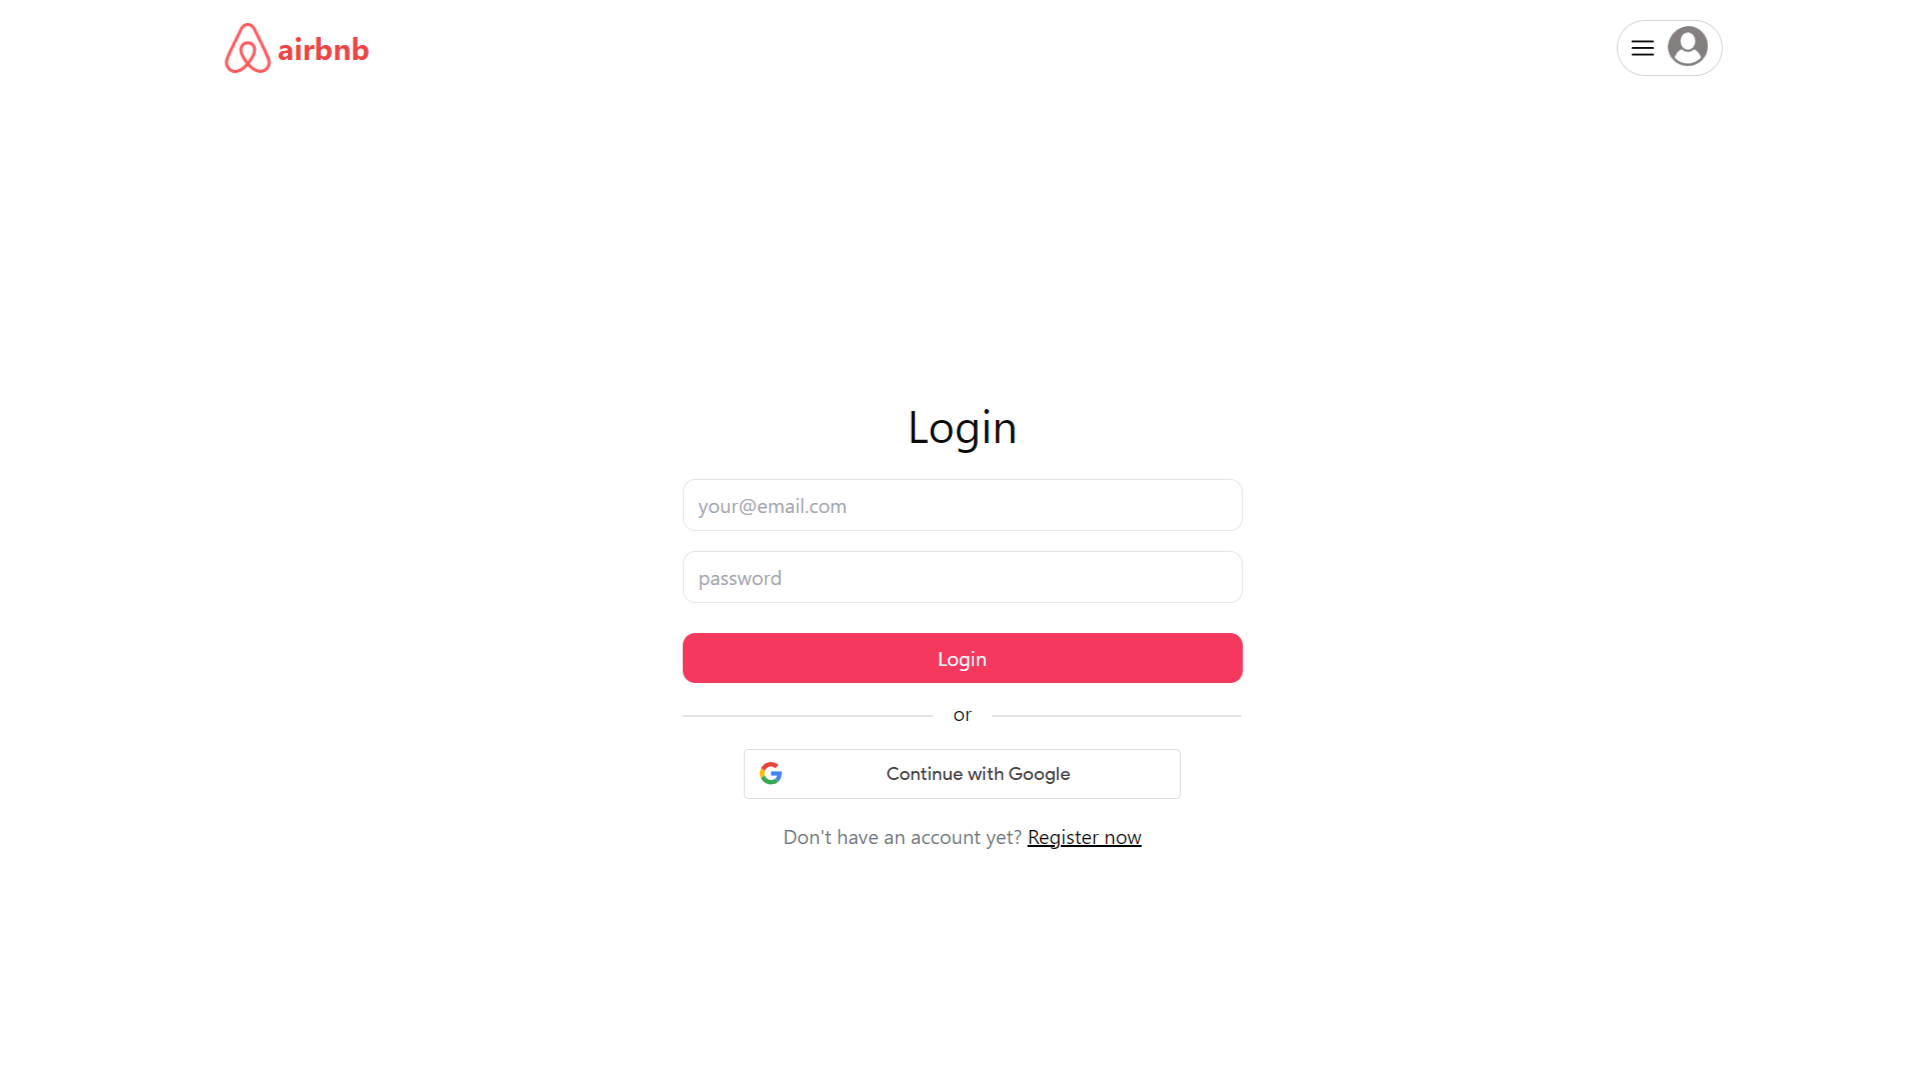 airbnb
Login
your@email.com
password
Login
or
Continue with Google
Don't have an account yet? Register now